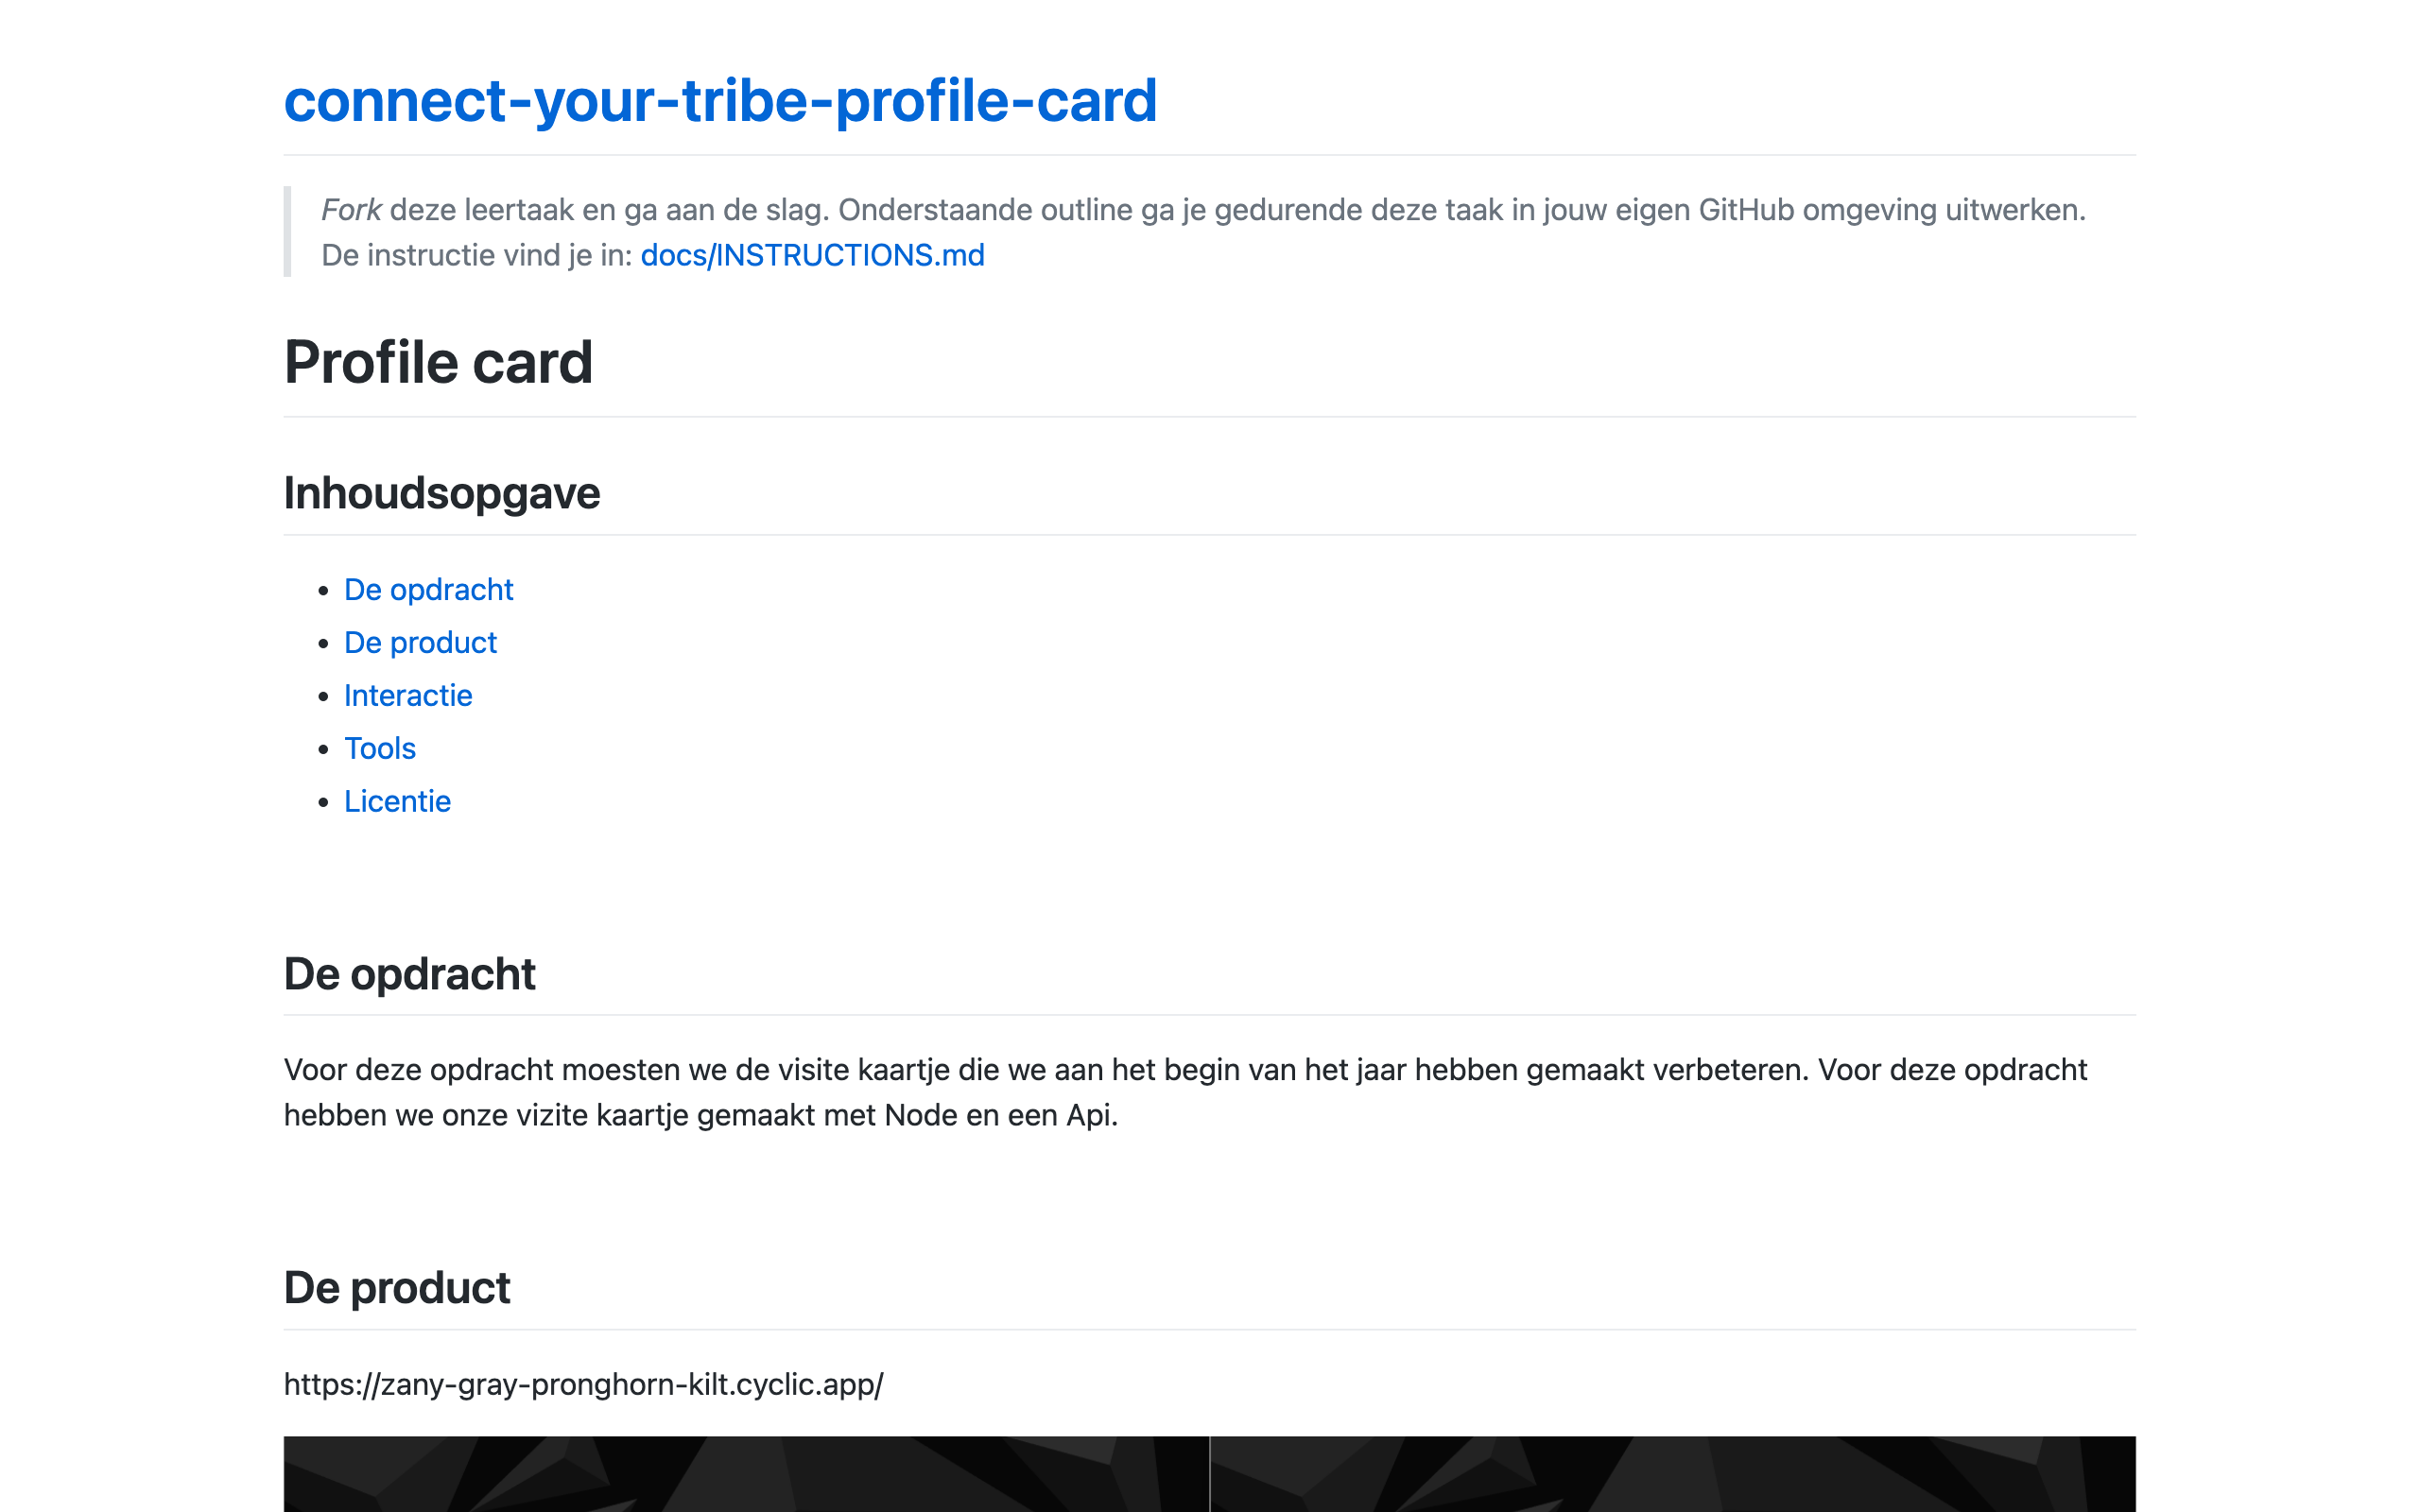 connect-your-tribe-profile-card
Fork deze leertaak en ga aan de slag. Onderstaande outline ga je gedurende deze taak in jouw eigen GitHub omgeving uitwerken.
De instructie vind je in: docs/INSTRUCTIONS.md
Profile card
Inhoudsopgave
De opdracht
De product
Interactie
Tools
Licentie
De opdracht
Voor deze opdracht moesten we de visite kaartje die we aan het begin van het jaar hebben gemaakt verbeteren. Voor deze opdracht
hebben we onze vizite kaartje gemaakt met Node en een Api.
De product
https://zany-gray-pronghorn-kilt.cyclic.app/